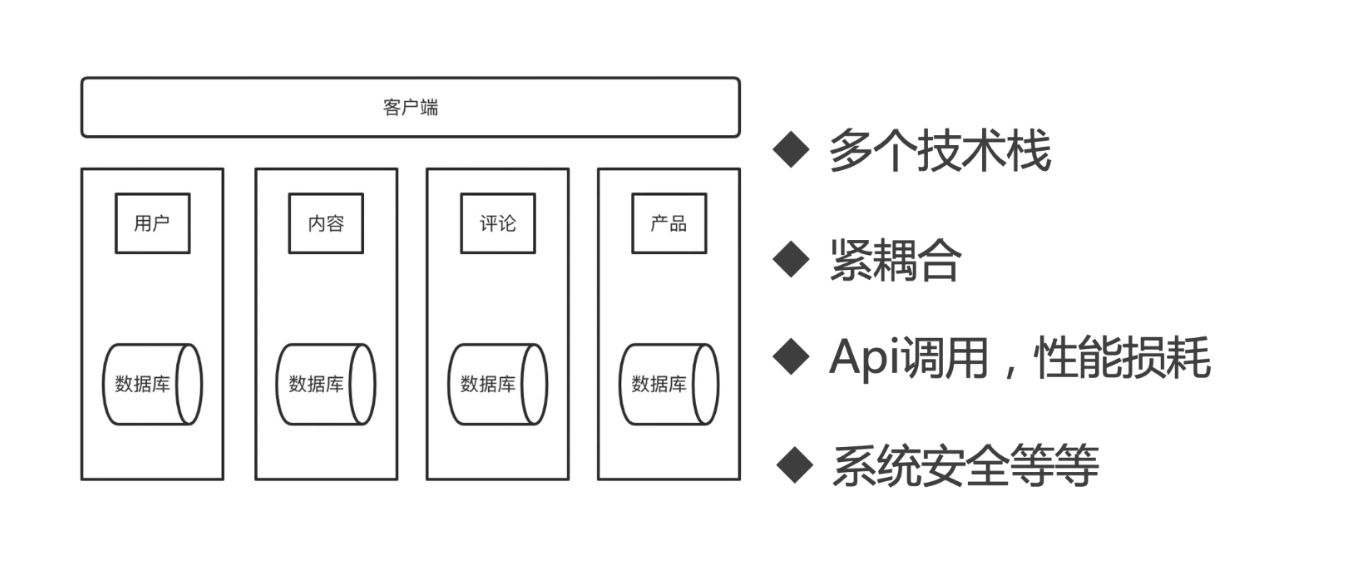 客户端
用户
内容
评论
产品
数据库
数据库
数据库
数据库
多个技术栈
紧耦合
Api调用，性能损耗
系统安全等等